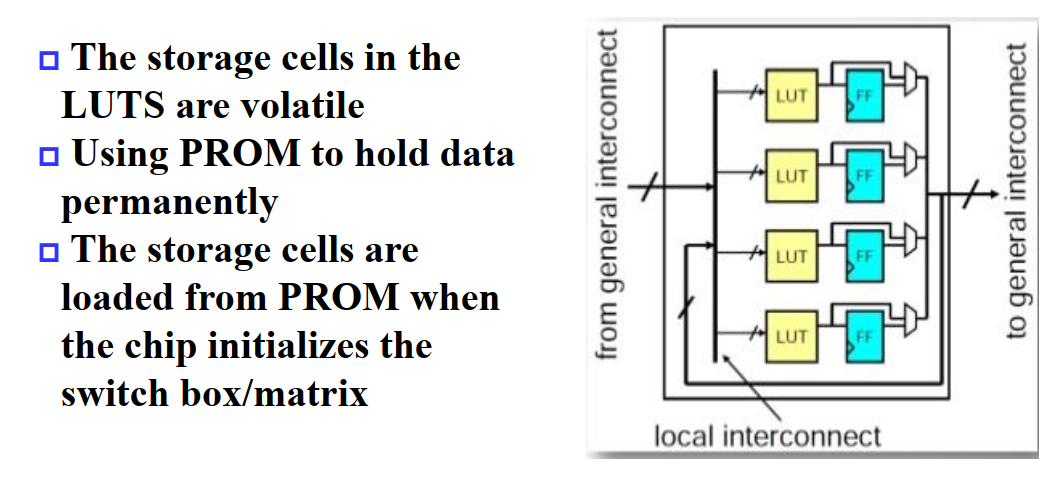 The storage cells in the
LUTS are volatile
Using PROM to hold data
permanently
The storage cells are
loaded from PROM when
the chip initializes the
switch box/matrix
from general interconnect
LUT
FF
LUT
FF
LUT
FF
LUT
FF
local interconnect
to general interconnect